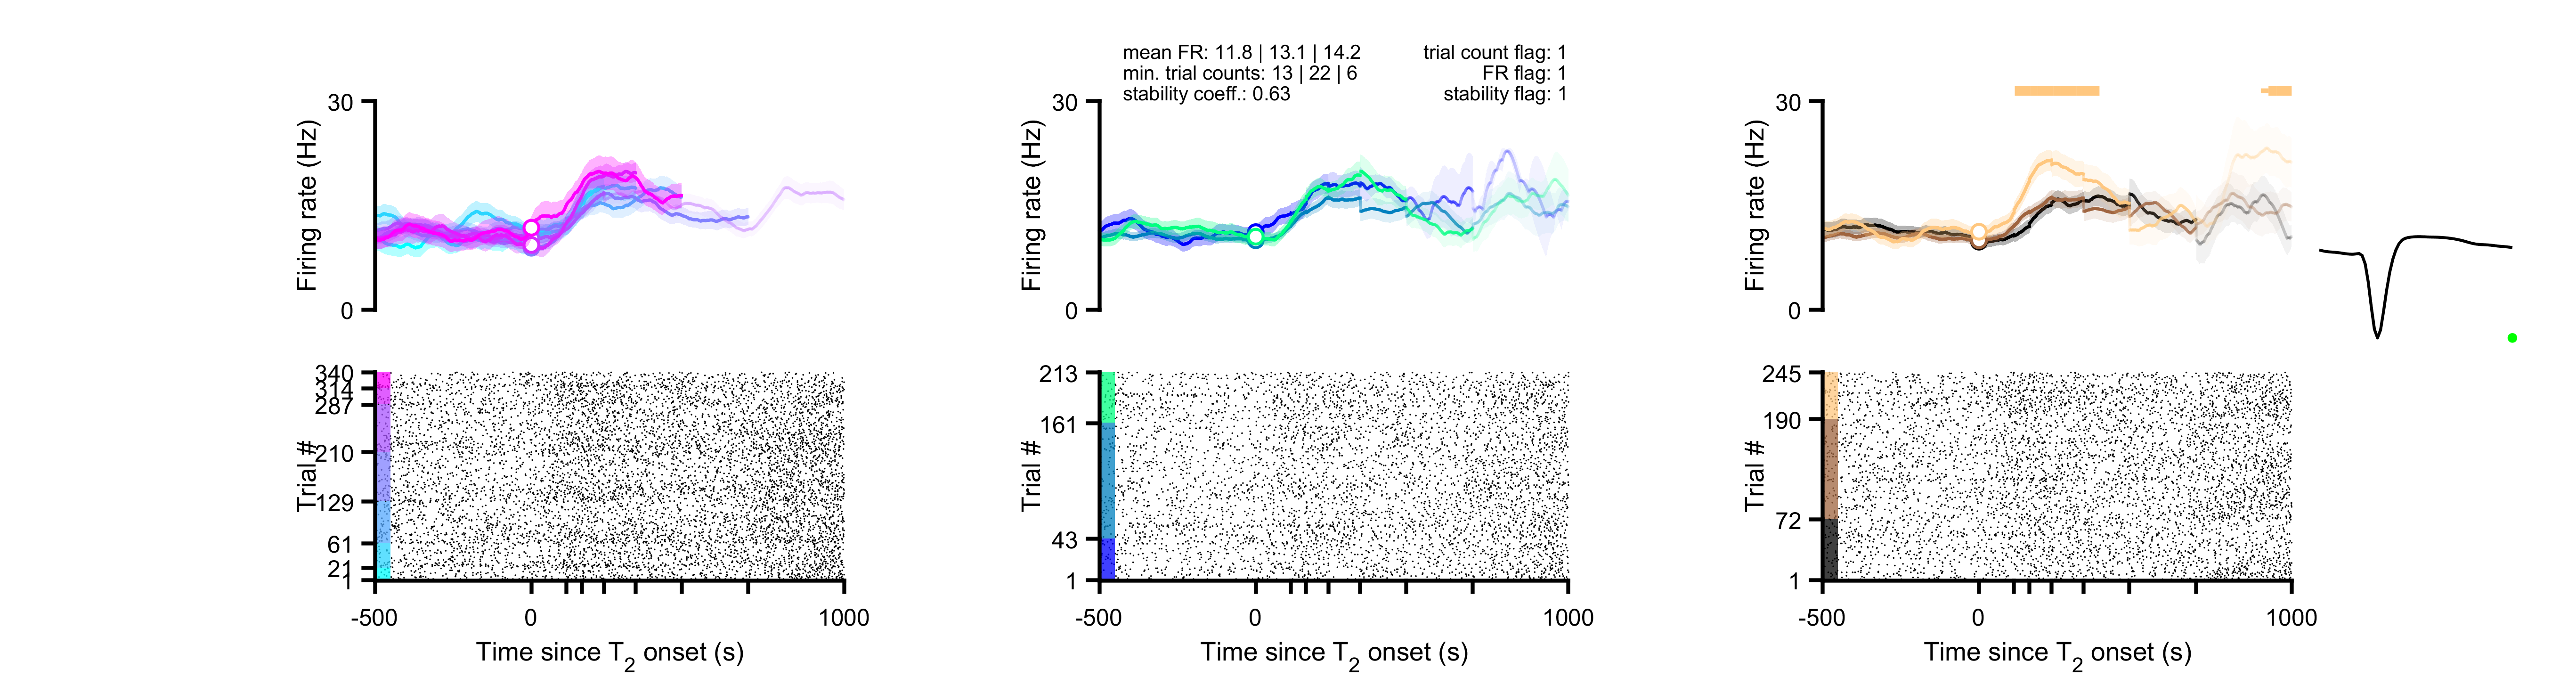 mean FR: 11.8 | 13.1 | 14.2
min. trial counts: 13 | 22 | 6
stability coeff.: 0.63
trial count flag: 1
FR flag: 1
stability flag: 1
30
Firing rate (Hz)
0
30
Firing rate (Hz)
0
30
Firing rate (Hz)
0
340
314
287
210
129
61
21
1
Trial #
-500
0
1000
Time since T2 onset (s)
213
161
43
1
Trial #
-500
0
1000
Time since T2 onset (s)
245
190
72
1
Trial #
-500
0
1000
Time since T2 onset (s)